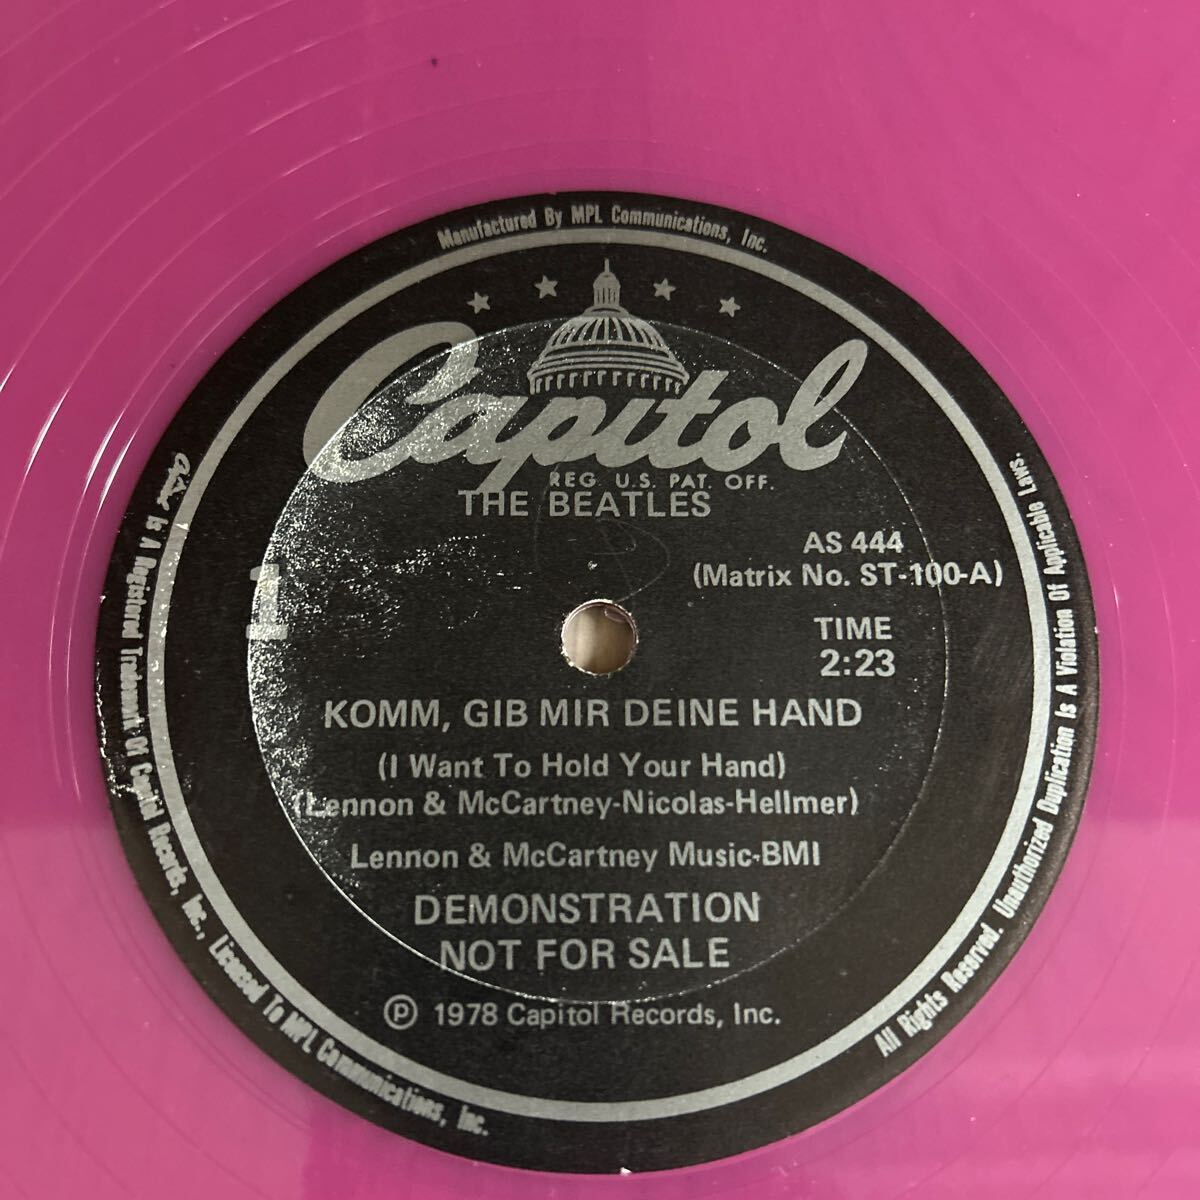 Manufactured By MPL Communications, Inc.
Capitol
REG. U.S. PAT. OFF.
THE BEATLES
AS 444
(Matrix No. ST-100-A)
1
TIME
2:23
KOMM, GIB MIR DEINE HAND
(I Want To Hold Your Hand)
(Lennon & McCartney-Nicolas-Hellmer)
Lennon & McCartney Music-BMI
DEMONSTRATION
NOT FOR SALE
℗ 1978 Capitol Records, Inc.
Capitol Is A Registered Trademark Of Capitol Records, Inc., Licensed To MPL Communications, Inc.
All Rights Reserved. Unauthorized Duplication Is A Violation Of Applicable Laws.